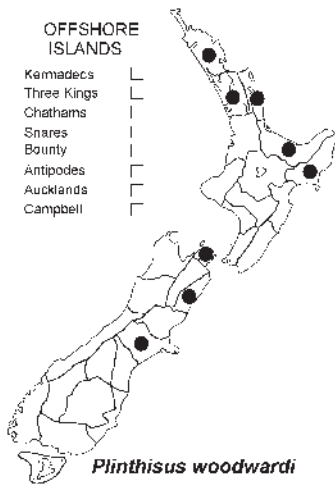 OFFSHORE
ISLANDS
Kermadecs
Three Kings
Chathams
Snares
Bounty
Antipodes
Aucklands
Campbell
Plinthisus woodwardi